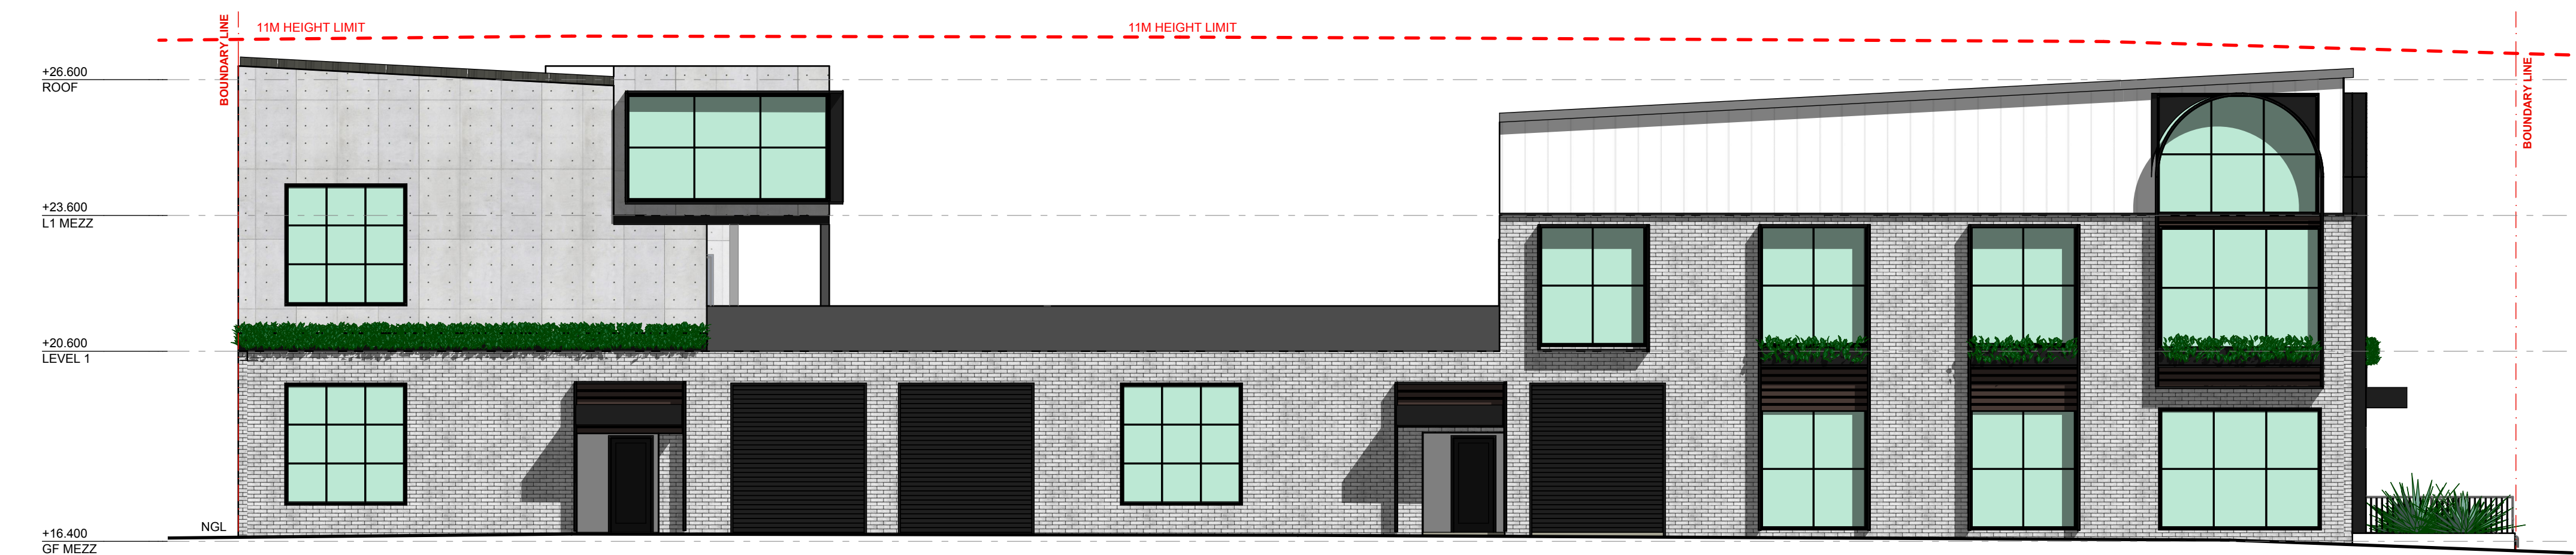 11M HEIGHT LIMIT
11M HEIGHT LIMIT
BOUNDARY LINE
BOUNDARY LINE
+26.600
ROOF
+23.600
L1 MEZZ
+20.600
LEVEL 1
NGL
+16.400
GF MEZZ